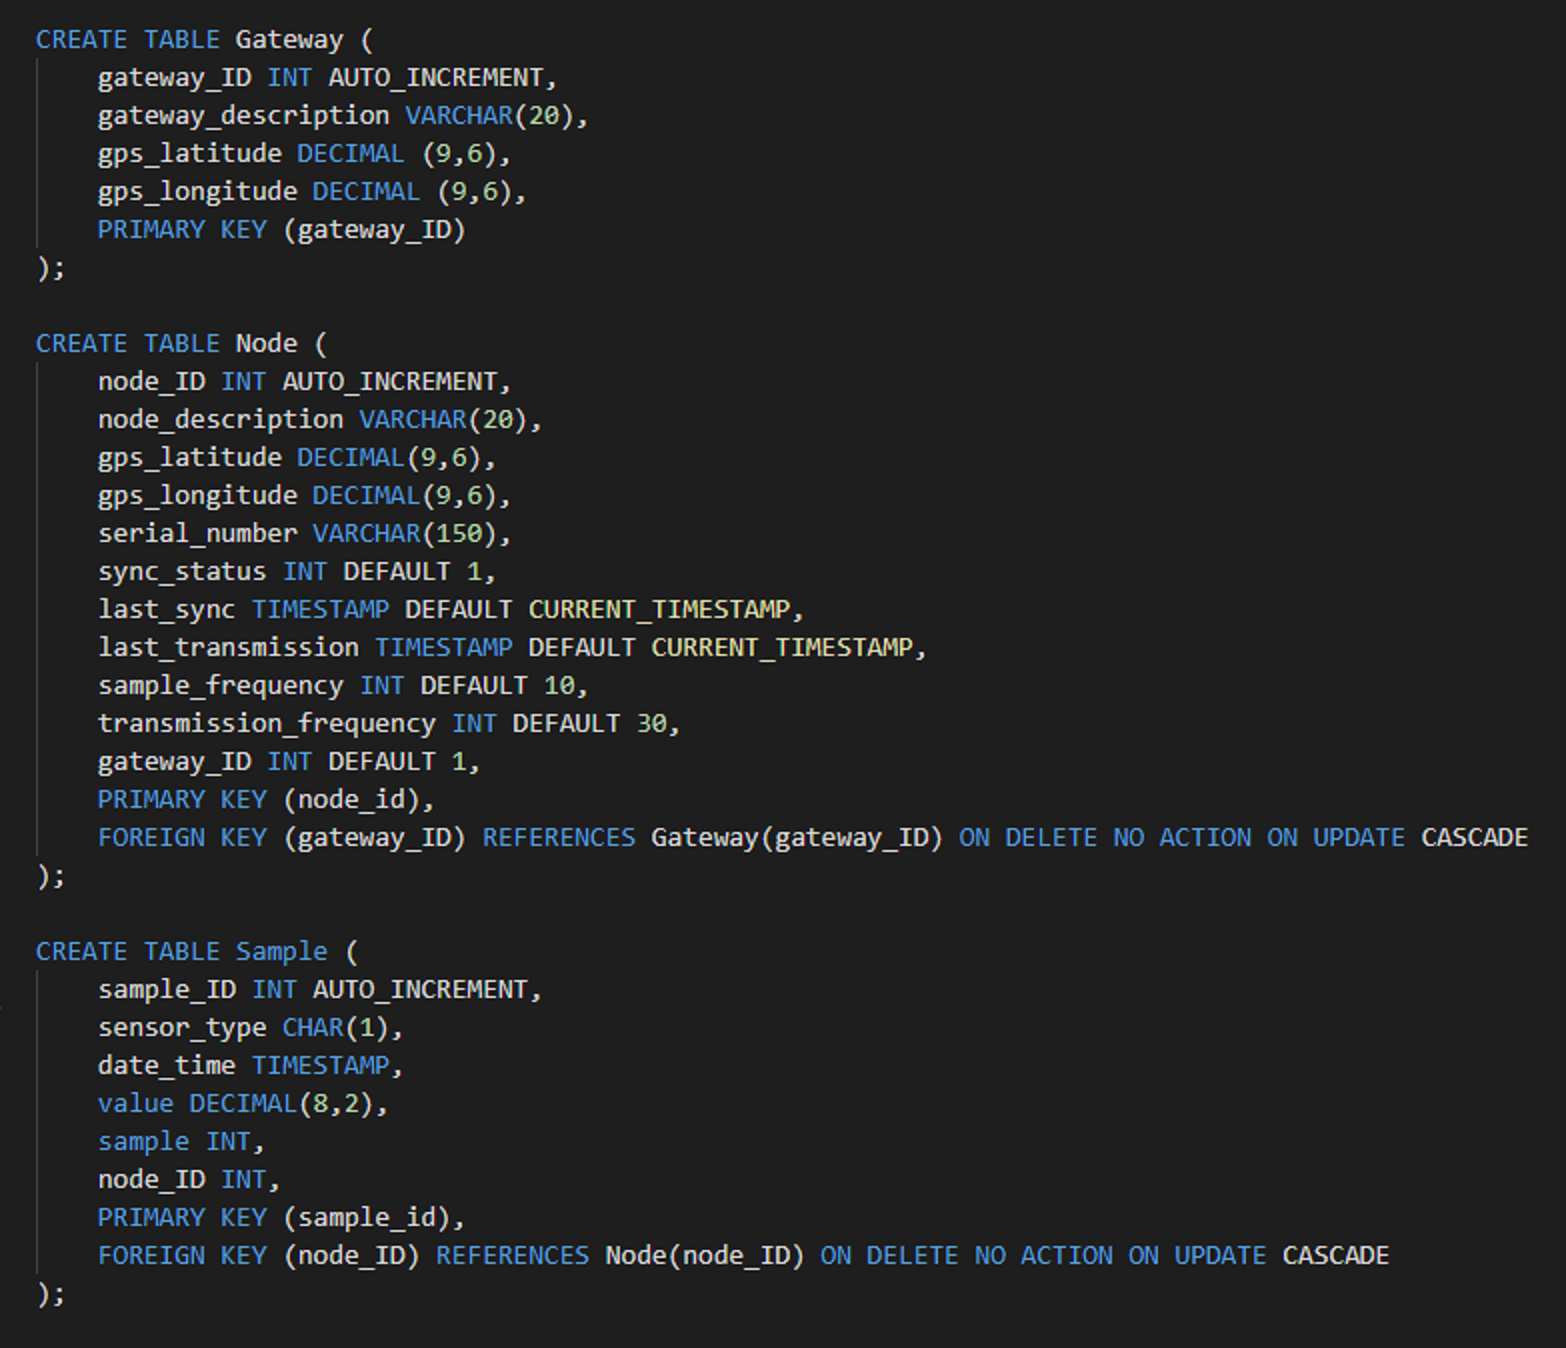 CREATE TABLE Gateway (
gateway_ID INT AUTO_INCREMENT,
gateway_description VARCHAR(20),
gps_latitude DECIMAL (9,6),
gps_longitude DECIMAL (9,6),
PRIMARY KEY (gateway_ID)
);
CREATE TABLE Node (
node_ID INT AUTO_INCREMENT,
node_description VARCHAR(20),
gps_latitude DECIMAL(9,6),
gps_longitude DECIMAL(9,6),
serial_number VARCHAR(150),
sync_status INT DEFAULT 1,
last_sync TIMESTAMP DEFAULT CURRENT_TIMESTAMP,
last_transmission TIMESTAMP DEFAULT CURRENT_TIMESTAMP,
sample_frequency INT DEFAULT 10,
transmission_frequency INT DEFAULT 30,
gateway_ID INT DEFAULT 1,
PRIMARY KEY (node_id),
FOREIGN KEY (gateway_ID) REFERENCES Gateway(gateway_ID) ON DELETE NO ACTION ON UPDATE CASCADE
);
CREATE TABLE Sample (
sample_ID INT AUTO_INCREMENT,
sensor_type CHAR(1),
date_time TIMESTAMP,
value DECIMAL(8,2),
sample INT,
node_ID INT,
PRIMARY KEY (sample_id),
FOREIGN KEY (node_ID) REFERENCES Node(node_ID) ON DELETE NO ACTION ON UPDATE CASCADE
);